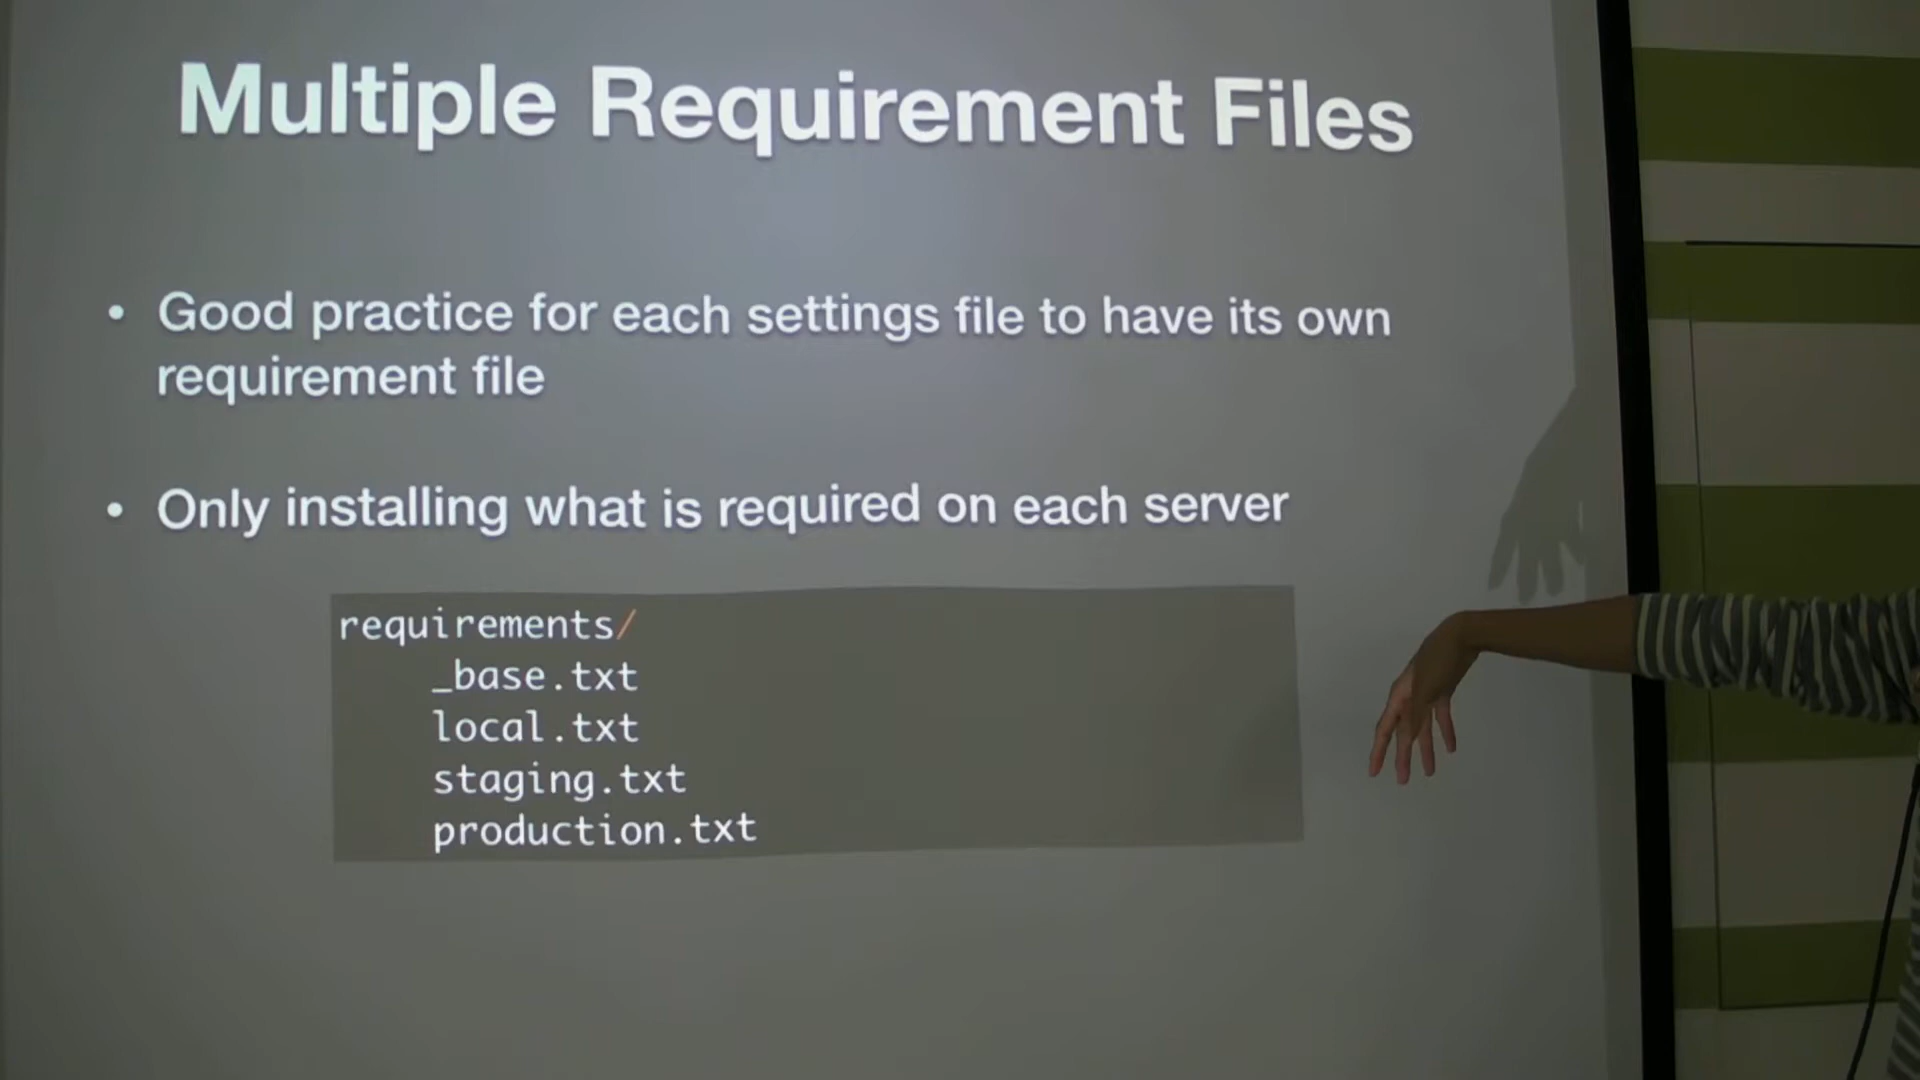 Multiple Requirement Files
• Good practice for each settings file to have its own
requirement file
• Only installing what is required on each server
requirements/
_base.txt
local.txt
staging.txt
production.txt